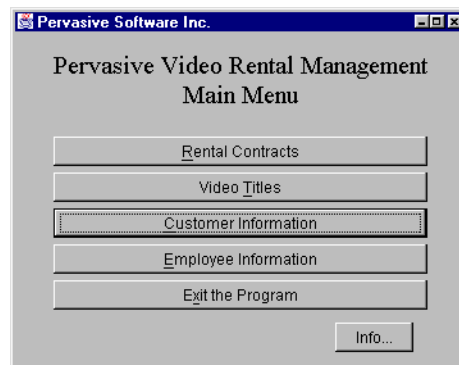 Pervasive Software Inc.
Pervasive Video Rental Management
Main Menu
Rental Contracts
Video Titles
Customer Information
Employee Information
Exit the Program
Info...